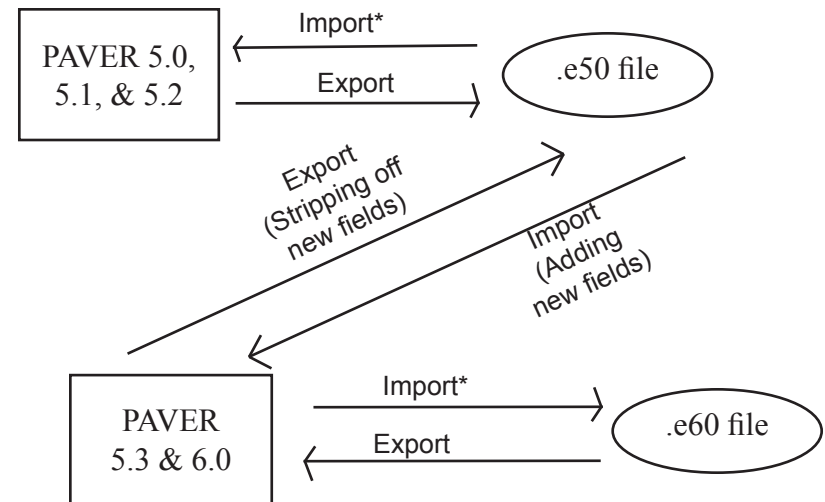 Import*
PAVER 5.0,
5.1, & 5.2
.e50 file
Export
Export
(Stripping off
new fields)
Import
(Adding
new fields)
PAVER
5.3 & 6.0
Import*
.e60 file
Export